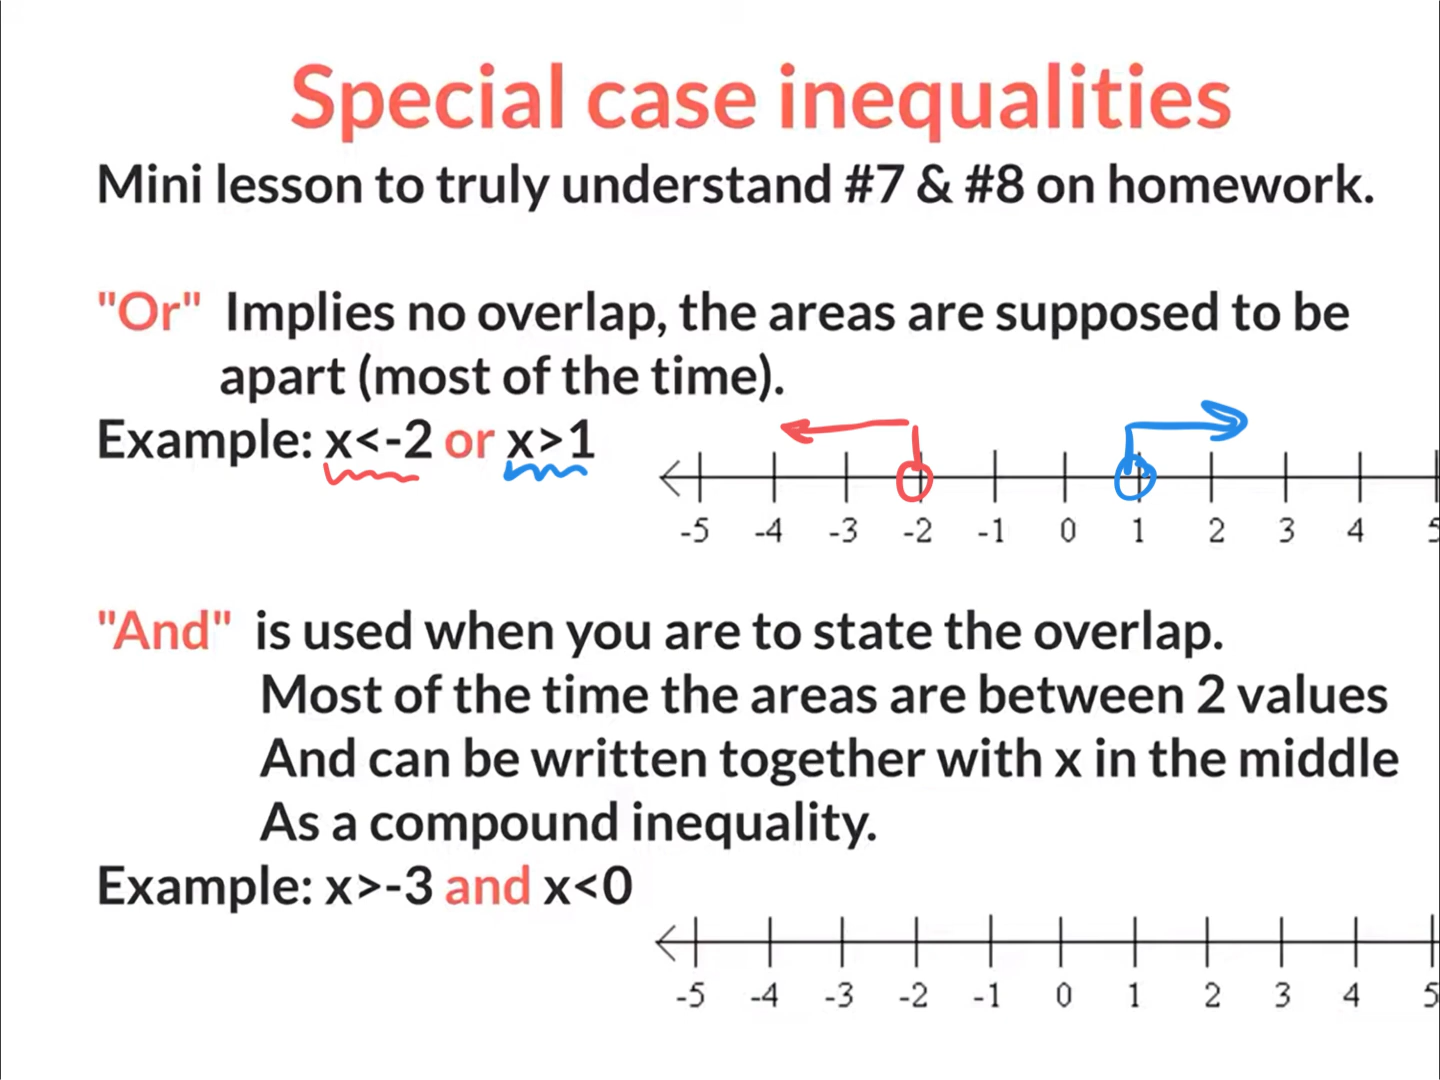 Special case inequalities
Mini lesson to truly understand #7 & #8 on homework.
"Or" Implies no overlap, the areas are supposed to be
apart (most of the time).
Example: x<-2 or x>1
-5 -4 -3 -2 -1 0 1 2 3 4 5
"And" is used when you are to state the overlap.
Most of the time the areas are between 2 values
And can be written together with x in the middle
As a compound inequality.
Example: x>-3 and x<0
-5 -4 -3 -2 -1 0 1 2 3 4 5